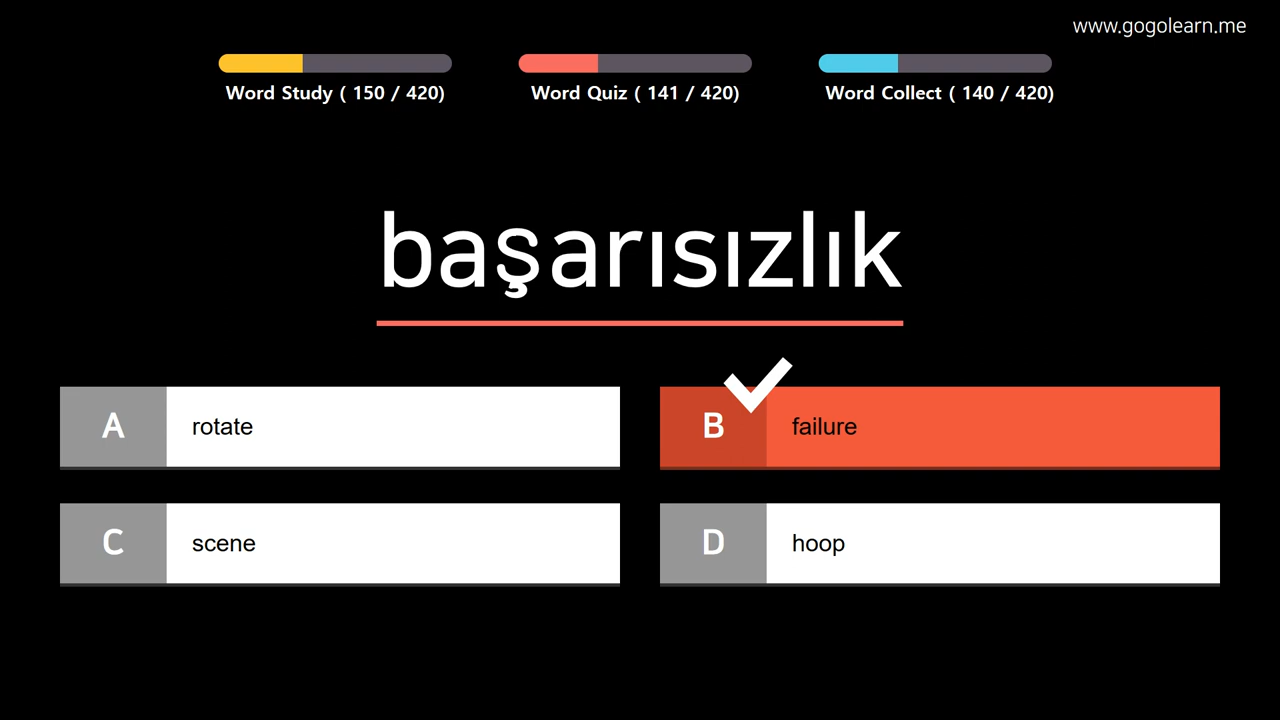 www.gogolearn.me
Word Study ( 150 / 420)
Word Quiz ( 141 / 420)
Word Collect ( 140 / 420)
başarısızlık
A rotate
B failure
C scene
D hoop